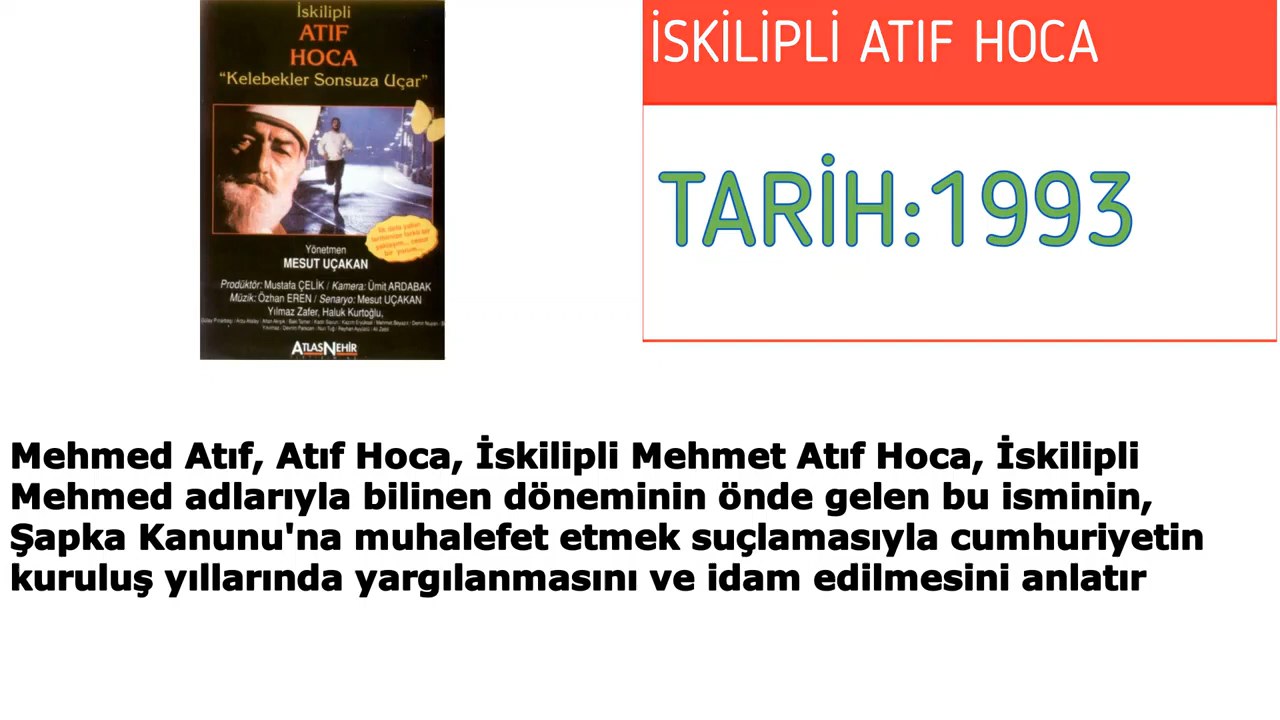 İskilipli
ATIF
HOCA
"Kelebekler Sonsuza Uçar"
Yönetmen
MESUT UÇAKAN
Prodüktör: Mustafa ÇELİK / Kamera: Ümit ARDABAK
Müzik: Özhan EREN / Senaryo: Mesut UÇAKAN
Yılmaz Zafer, Haluk Kurtoğlu,
ATLASNEHİR
İSKİLİPLİ ATIF HOCA
TARİH:1993
Mehmed Atıf, Atıf Hoca, İskilipli Mehmet Atıf Hoca, İskilipli
Mehmed adlarıyla bilinen döneminin önde gelen bu isminin,
Şapka Kanunu'na muhalefet etmek suçlamasıyla cumhuriyetin
kuruluş yıllarında yargılanmasını ve idam edilmesini anlatır